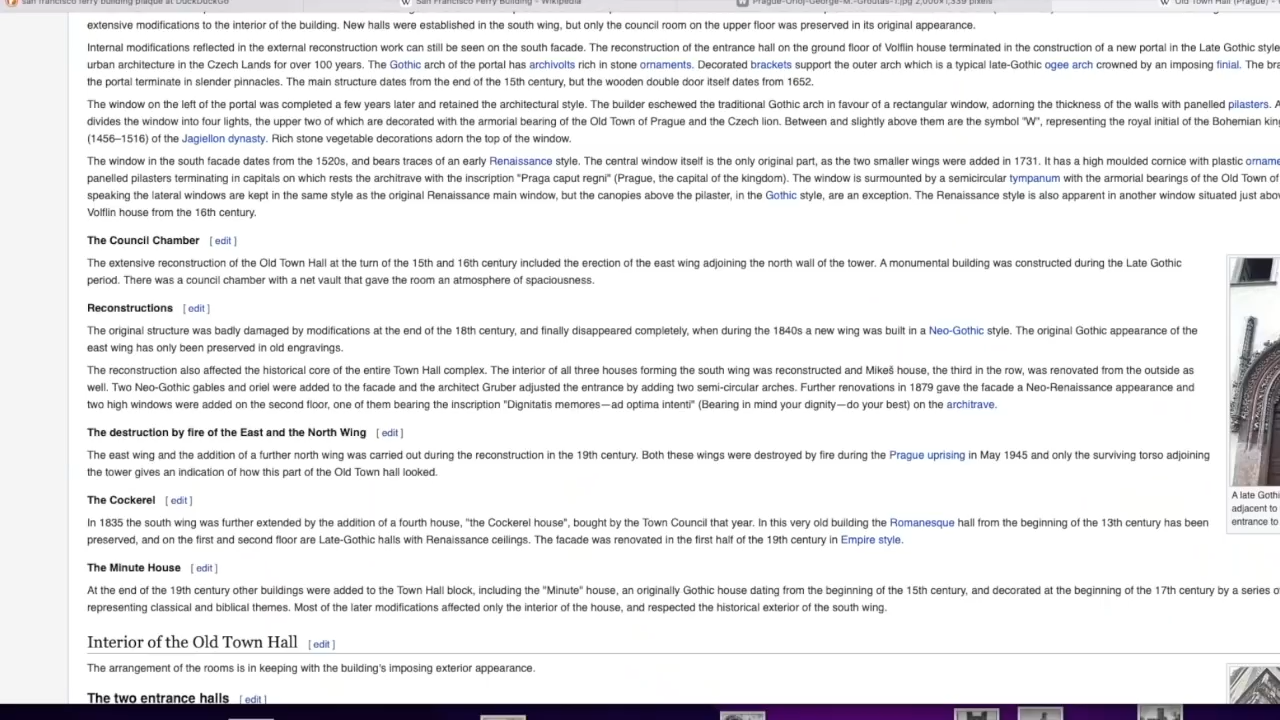 san francisco ferry building plaque at DuckDuckGo
San Francisco Ferry Building - Wikipedia
Prague-Orloj-George-M.-Groutas-1.jpg 2,000×1,339 pixels
Old Town Hall (Prague) -
extensive modifications to the interior of the building. New halls were established in the south wing, but only the council room on the upper floor was preserved in its original appearance.
Internal modifications reflected in the external reconstruction work can still be seen on the south facade. The reconstruction of the entrance hall on the ground floor of Volflin house terminated in the construction of a new portal in the Late Gothic style
urban architecture in the Czech Lands for over 100 years. The Gothic arch of the portal has archivolts rich in stone ornaments. Decorated brackets support the outer arch which is a typical late-Gothic ogee arch crowned by an imposing finial. The bra
the portal terminate in slender pinnacles. The main structure dates from the end of the 15th century, but the wooden double door itself dates from 1652.
The window on the left of the portal was completed a few years later and retained the architectural style. The builder eschewed the traditional Gothic arch in favour of a rectangular window, adorning the thickness of the walls with panelled pilasters. A
divides the window into four lights, the upper two of which are decorated with the armorial bearing of the Old Town of Prague and the Czech lion. Between and slightly above them are the symbol "W", representing the royal initial of the Bohemian king
(1456–1516) of the Jagiellon dynasty. Rich stone vegetable decorations adorn the top of the window.
The window in the south facade dates from the 1520s, and bears traces of an early Renaissance style. The central window itself is the only original part, as the two smaller wings were added in 1731. It has a high moulded cornice with plastic orname
panelled pilasters terminating in capitals on which rests the architrave with the inscription "Praga caput regni" (Prague, the capital of the kingdom). The window is surmounted by a semicircular tympanum with the armorial bearings of the Old Town of
speaking the lateral windows are kept in the same style as the original Renaissance main window, but the canopies above the pilaster, in the Gothic style, are an exception. The Renaissance style is also apparent in another window situated just abov
Volflin house from the 16th century.
The Council Chamber [ edit ]
The extensive reconstruction of the Old Town Hall at the turn of the 15th and 16th century included the erection of the east wing adjoining the north wall of the tower. A monumental building was constructed during the Late Gothic
period. There was a council chamber with a net vault that gave the room an atmosphere of spaciousness.
Reconstructions [ edit ]
The original structure was badly damaged by modifications at the end of the 18th century, and finally disappeared completely, when during the 1840s a new wing was built in a Neo-Gothic style. The original Gothic appearance of the
east wing has only been preserved in old engravings.
The reconstruction also affected the historical core of the entire Town Hall complex. The interior of all three houses forming the south wing was reconstructed and Mikeš house, the third in the row, was renovated from the outside as
well. Two Neo-Gothic gables and oriel were added to the facade and the architect Gruber adjusted the entrance by adding two semi-circular arches. Further renovations in 1879 gave the facade a Neo-Renaissance appearance and
two high windows were added on the second floor, one of them bearing the inscription "Dignitatis memores—ad optima intenti" (Bearing in mind your dignity—do your best) on the architrave.
The destruction by fire of the East and the North Wing [ edit ]
The east wing and the addition of a further north wing was carried out during the reconstruction in the 19th century. Both these wings were destroyed by fire during the Prague uprising in May 1945 and only the surviving torso adjoining
the tower gives an indication of how this part of the Old Town hall looked.
The Cockerel [ edit ]
In 1835 the south wing was further extended by the addition of a fourth house, "the Cockerel house", bought by the Town Council that year. In this very old building the Romanesque hall from the beginning of the 13th century has been
preserved, and on the first and second floor are Late-Gothic halls with Renaissance ceilings. The facade was renovated in the first half of the 19th century in Empire style.
The Minute House [ edit ]
At the end of the 19th century other buildings were added to the Town Hall block, including the "Minute" house, an originally Gothic house dating from the beginning of the 15th century, and decorated at the beginning of the 17th century by a series of
representing classical and biblical themes. Most of the later modifications affected only the interior of the house, and respected the historical exterior of the south wing.
A late Gothi
adjacent to
entrance to
Interior of the Old Town Hall [ edit ]
The arrangement of the rooms is in keeping with the building's imposing exterior appearance.
The two entrance halls [ edit ]